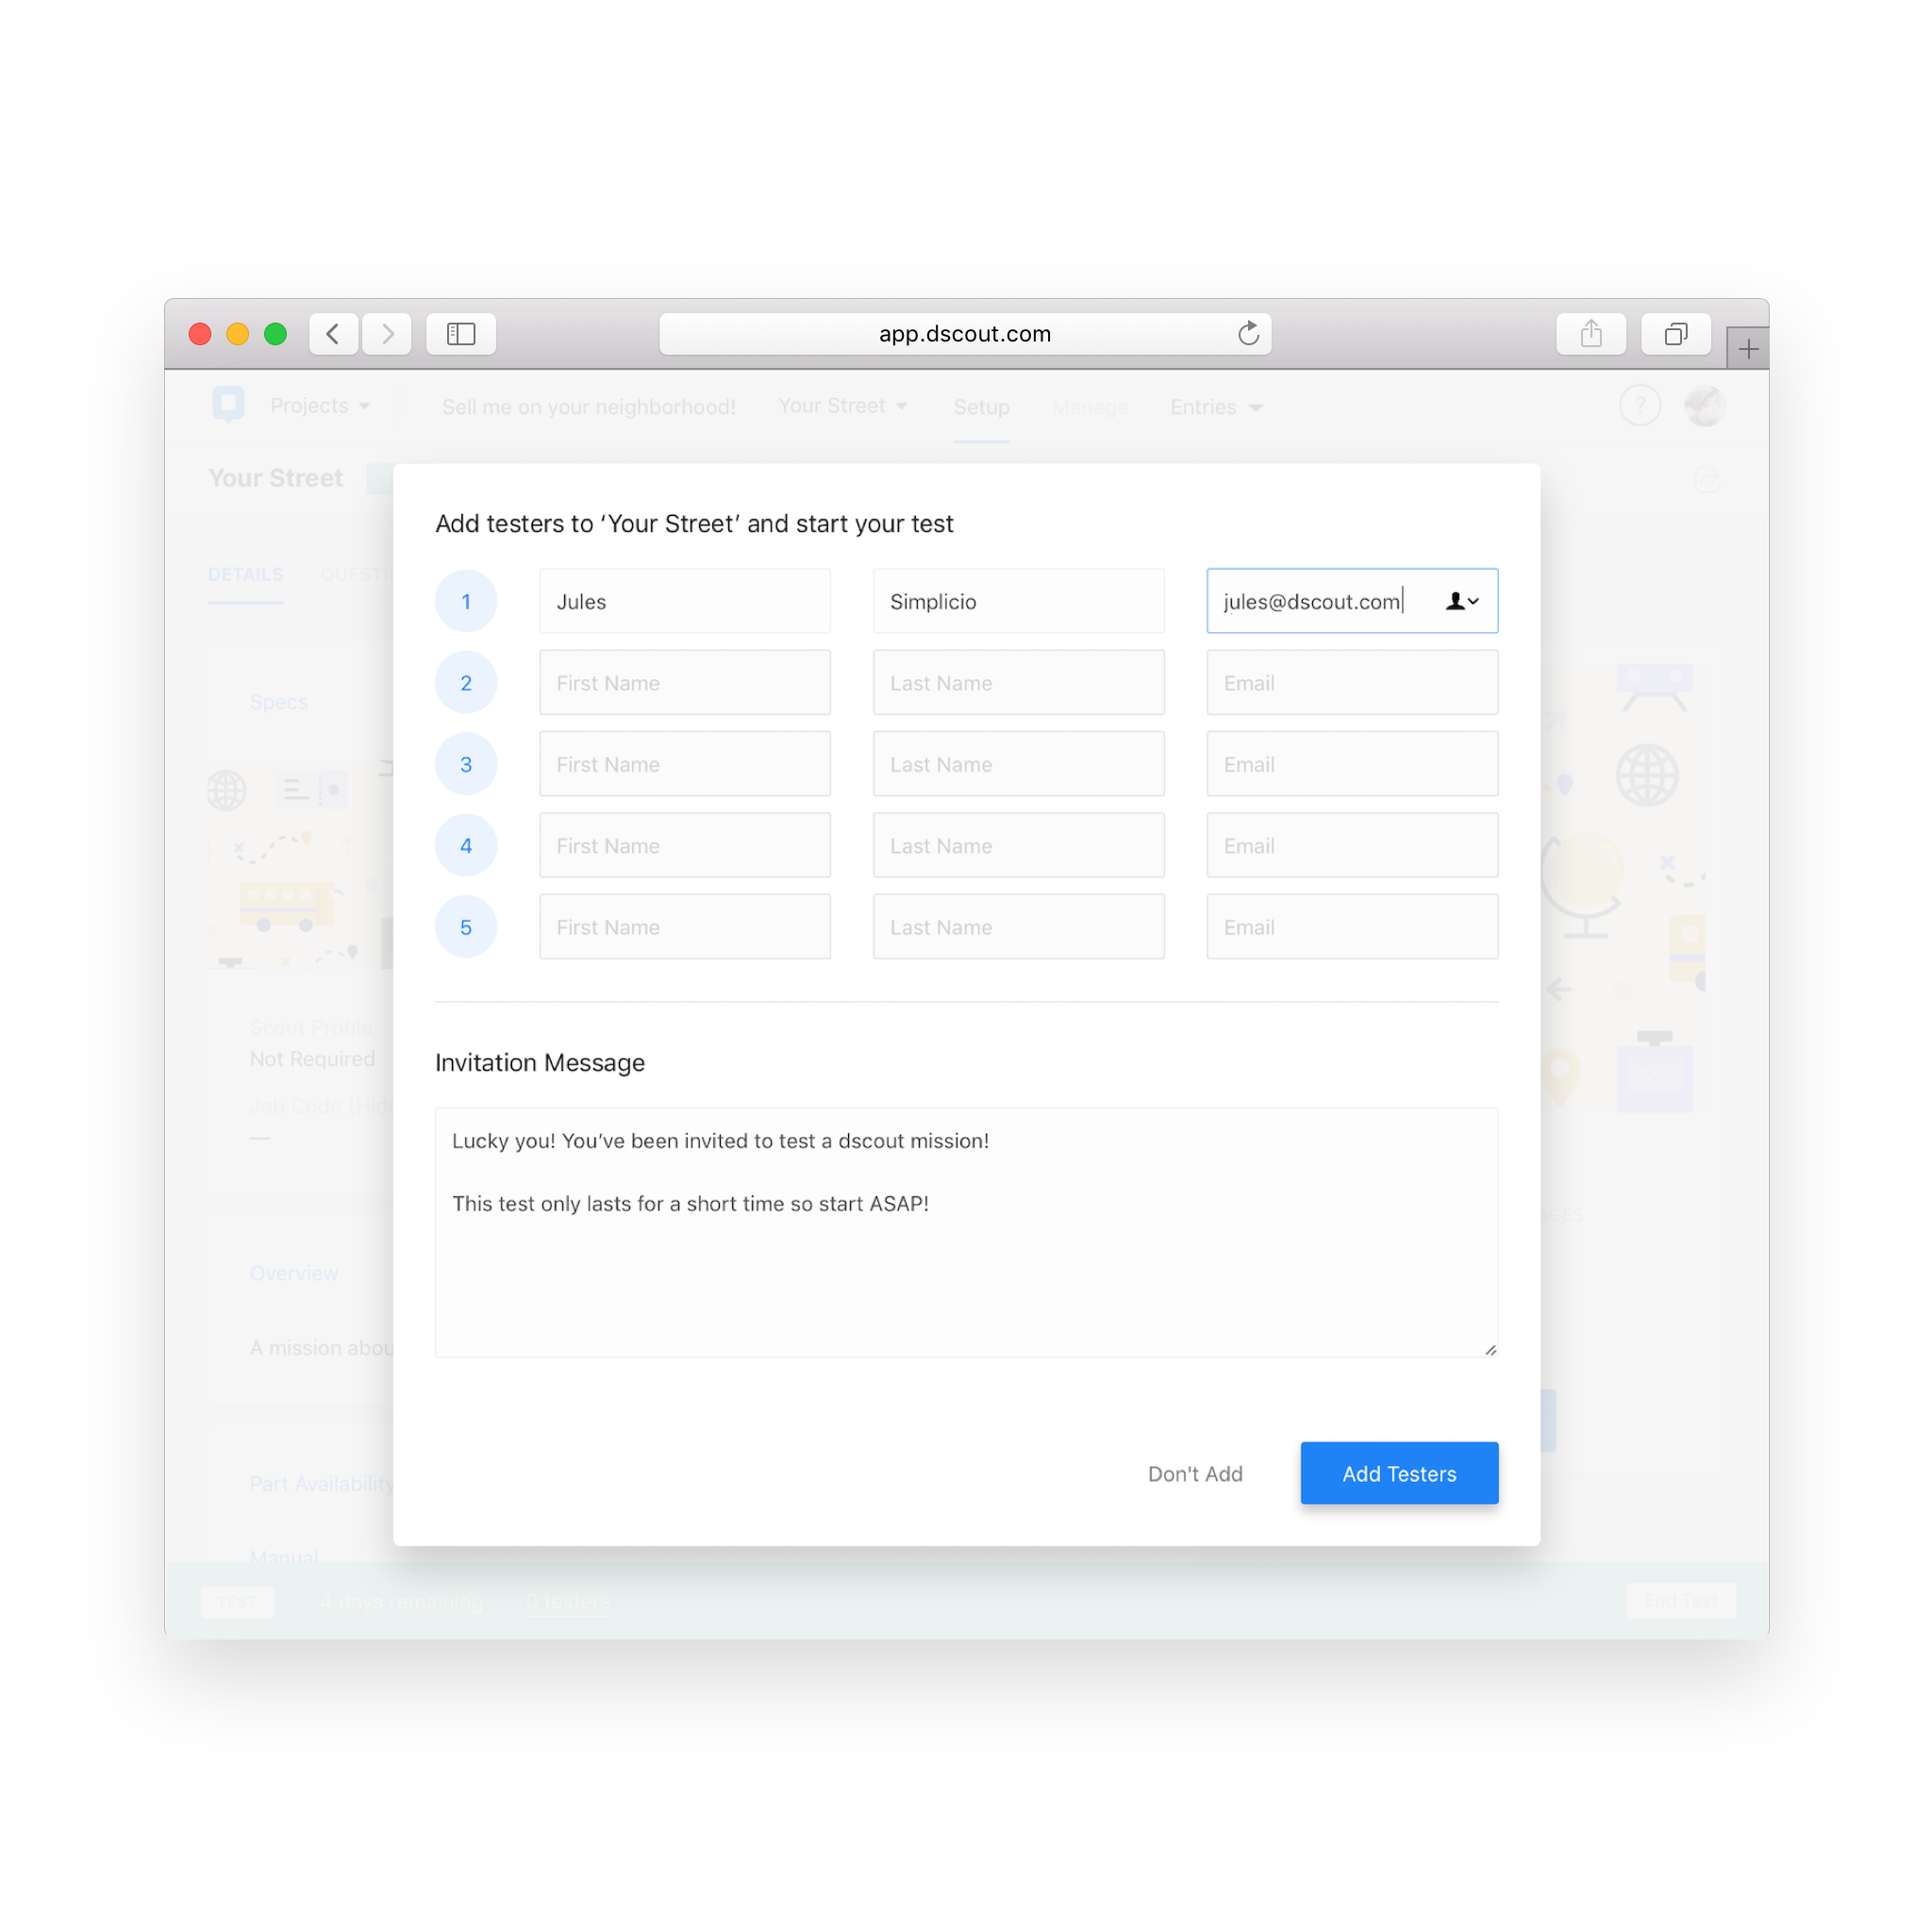 app.dscout.com
Projects Sell me on your neighborhood! Your Street Setup Manage Entries ?
Your Street
DETAILS
Add testers to ‘Your Street’ and start your test
1 Jules Simplicio jules@dscout.com
2 First Name Last Name Email
3 First Name Last Name Email
4 First Name Last Name Email
5 First Name Last Name Email
Specs
Scout Profile
Not Required
Job Code
Invitation Message
Lucky you! You’ve been invited to test a dscout mission!
This test only lasts for a short time so start ASAP!
Overview
A mission
Part Availability
Manual
Don't Add Add Testers
TEST 4 days remaining 0 testers End Test